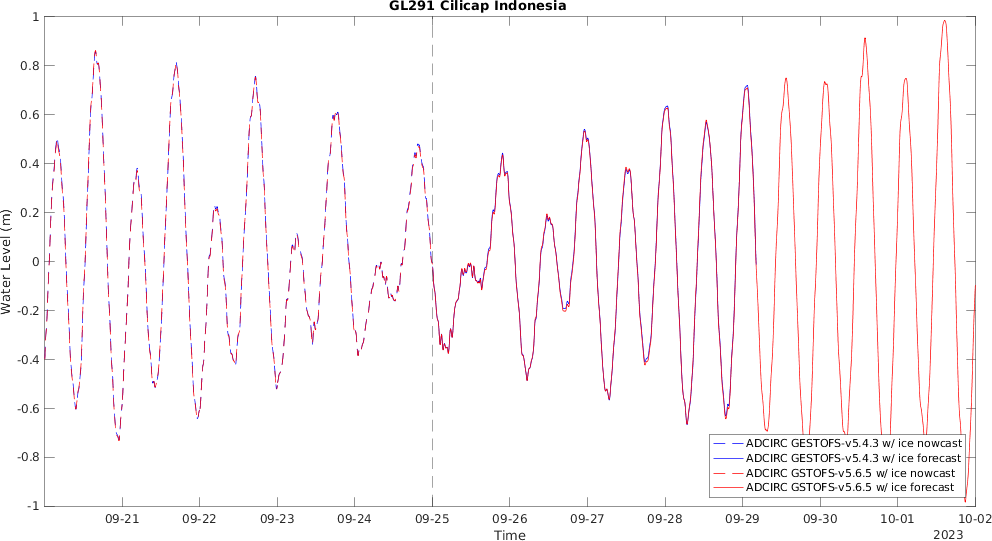 GL291 Cilicap Indonesia
Water Level (m)
1
0.8
0.6
0.4
0.2
0
-0.2
-0.4
-0.6
-0.8
-1
ADCIRC GESTOFS-v5.4.3 w/ ice nowcast
ADCIRC GESTOFS-v5.4.3 w/ ice forecast
ADCIRC GSTOFS-v5.6.5 w/ ice nowcast
ADCIRC GSTOFS-v5.6.5 w/ ice forecast
09-21 09-22 09-23 09-24 09-25 09-26 09-27 09-28 09-29 09-30 10-01 10-02
Time
2023